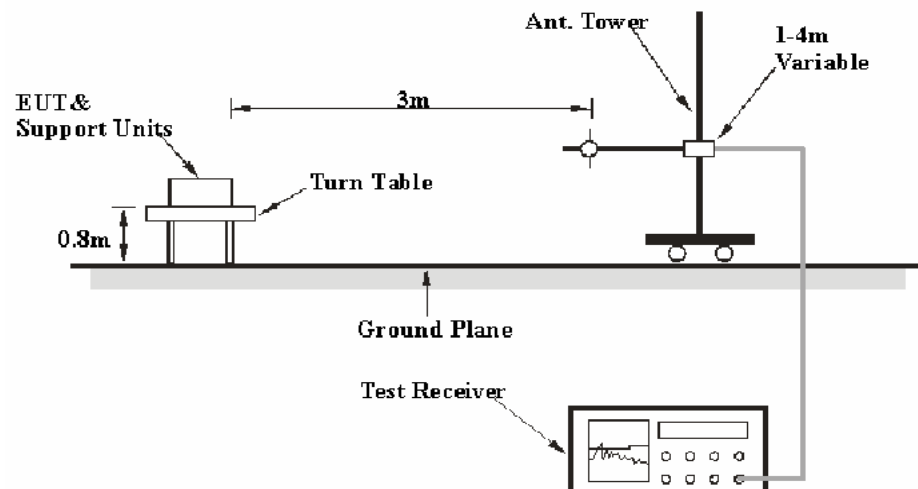 Ant. Tower
1-4m
Variable
EUT&
Support Units
3m
Turn Table
0.8m
Ground Plane
Test Receiver